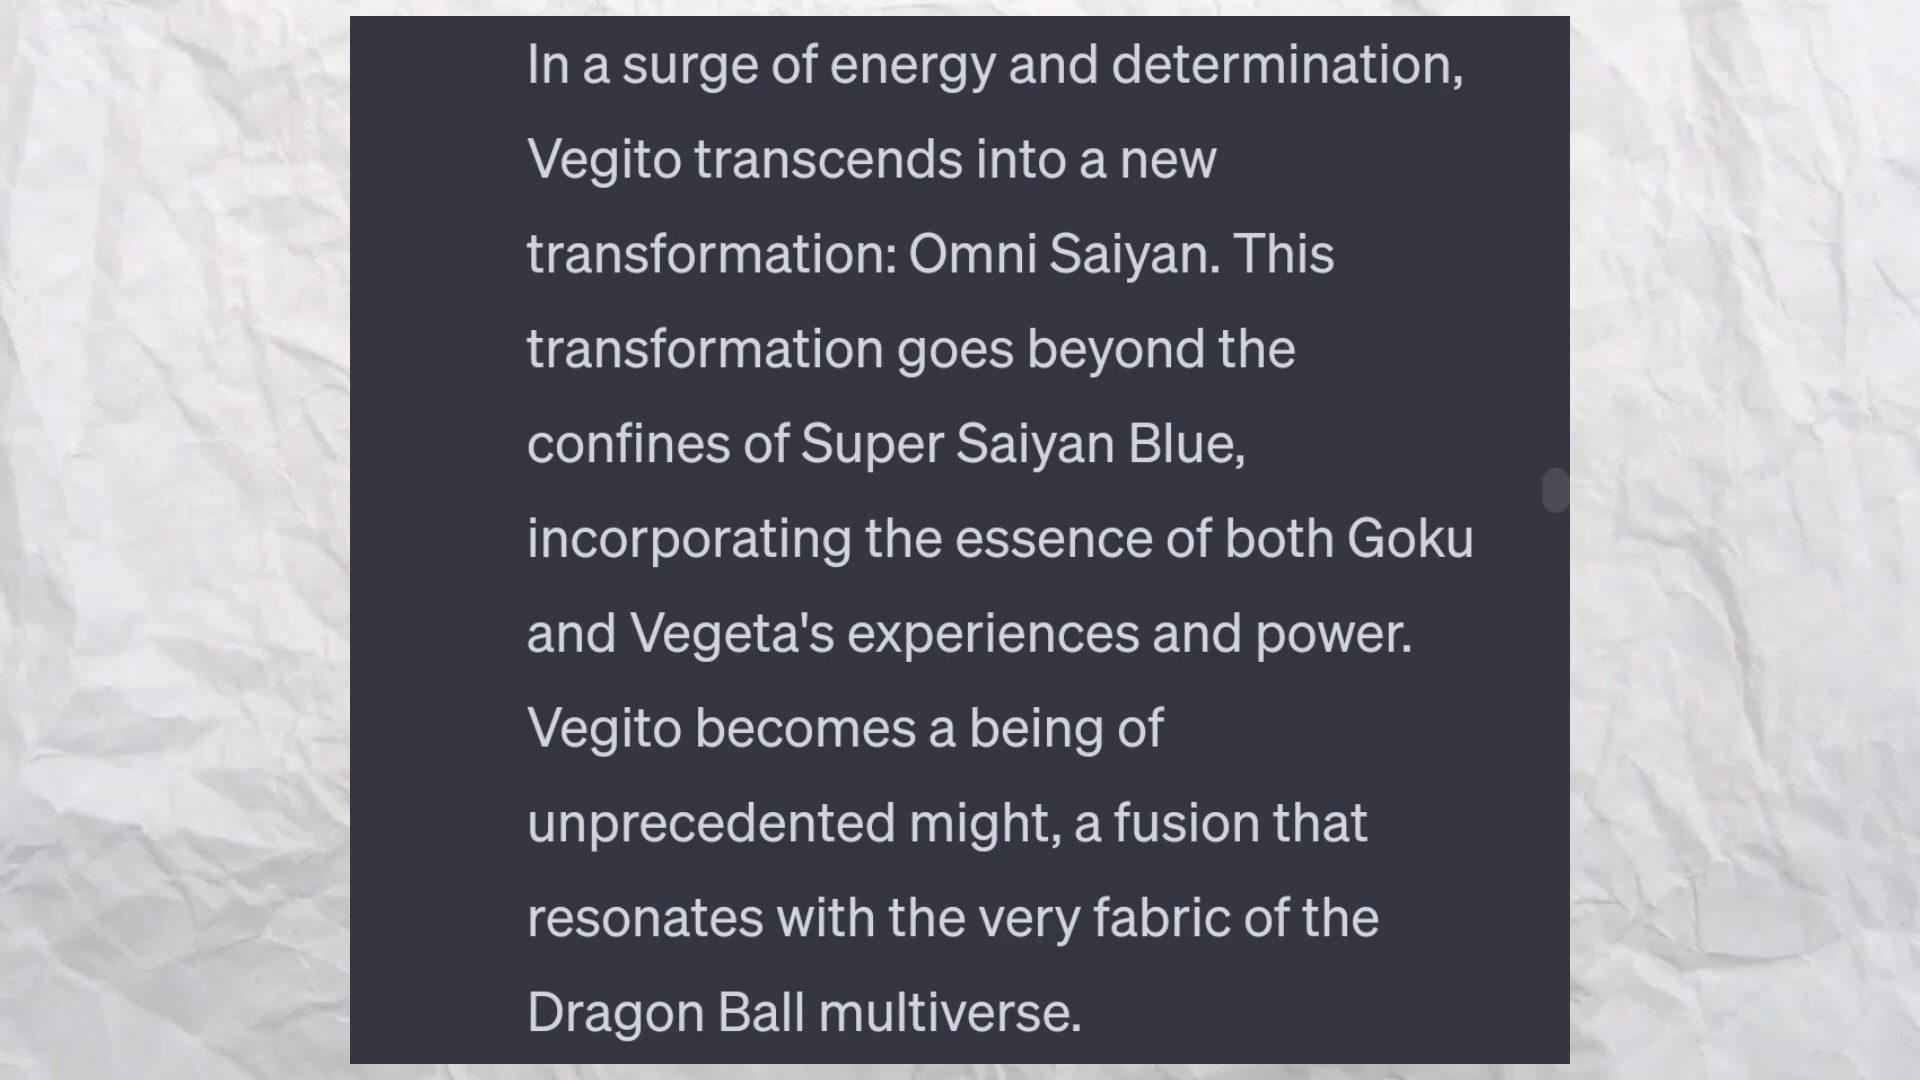 In a surge of energy and determination,
Vegito transcends into a new
transformation: Omni Saiyan. This
transformation goes beyond the
confines of Super Saiyan Blue,
incorporating the essence of both Goku
and Vegeta's experiences and power.
Vegito becomes a being of
unprecedented might, a fusion that
resonates with the very fabric of the
Dragon Ball multiverse.